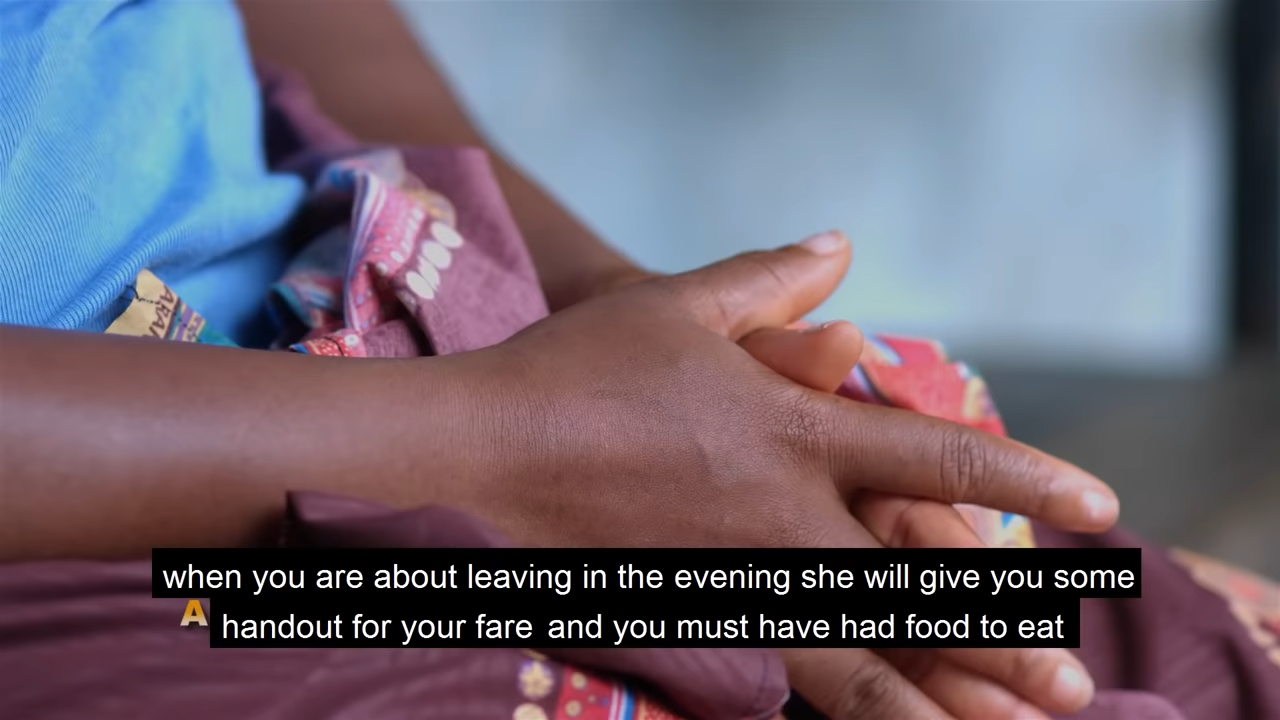 when you are about leaving in the evening she will give you some
A
handout for your fare and you must have had food to eat